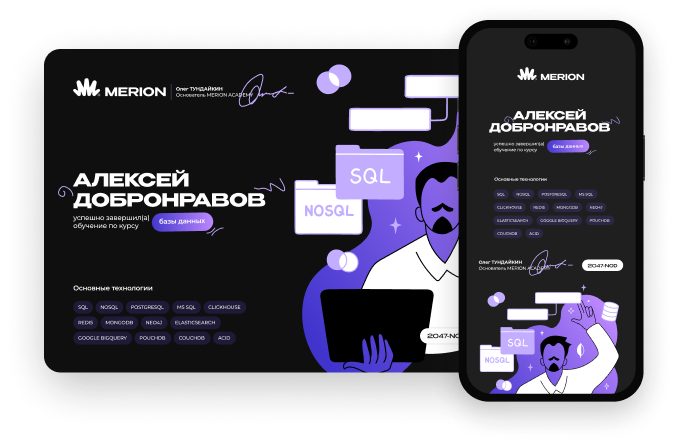 MERION
Олег ТУНДАЙКИН
Основатель MERION ACADEMY
АЛЕКСЕЙ
ДОБРОНРАВОВ
успешно завершил(а)
обучение по курсу
базы данных
Основные технологии
SQL NOSQL POSTGRESQL MS SQL CLICKHOUSE
REDIS MONGODB NEO4J ELASTICSEARCH
GOOGLE BIGQUERY POUCHDB COUCHDB ACID
SQL
NOSQL
2047-NO
MERION
АЛЕКСЕЙ
ДОБРОНРАВОВ
успешно завершил(а)
обучение по курсу
базы данных
Основные технологии
SQL NOSQL POSTGRESQL MS SQL
CLICKHOUSE REDIS MONGODB NEO4J
ELASTICSEARCH GOOGLE BIGQUERY POUCHDB
COUCHDB ACID
Олег ТУНДАЙКИН
Основатель MERION ACADEMY
2047-NOD
SQL
NOSQL